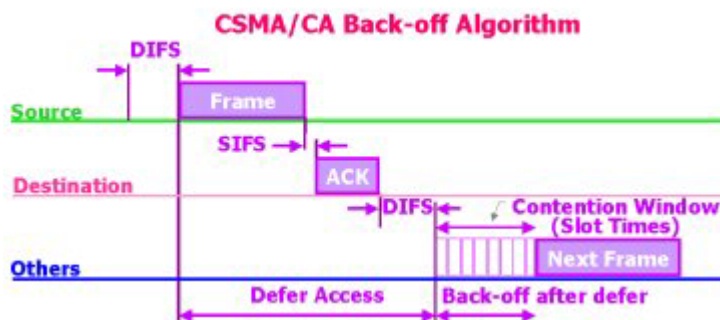 CSMA/CA Back-off Algorithm
DIFS
Frame
Source
SIFS
ACK
Destination
DIFS
Contention Window
(Slot Times)
Next Frame
Others
Defer Access
Back-off after defer